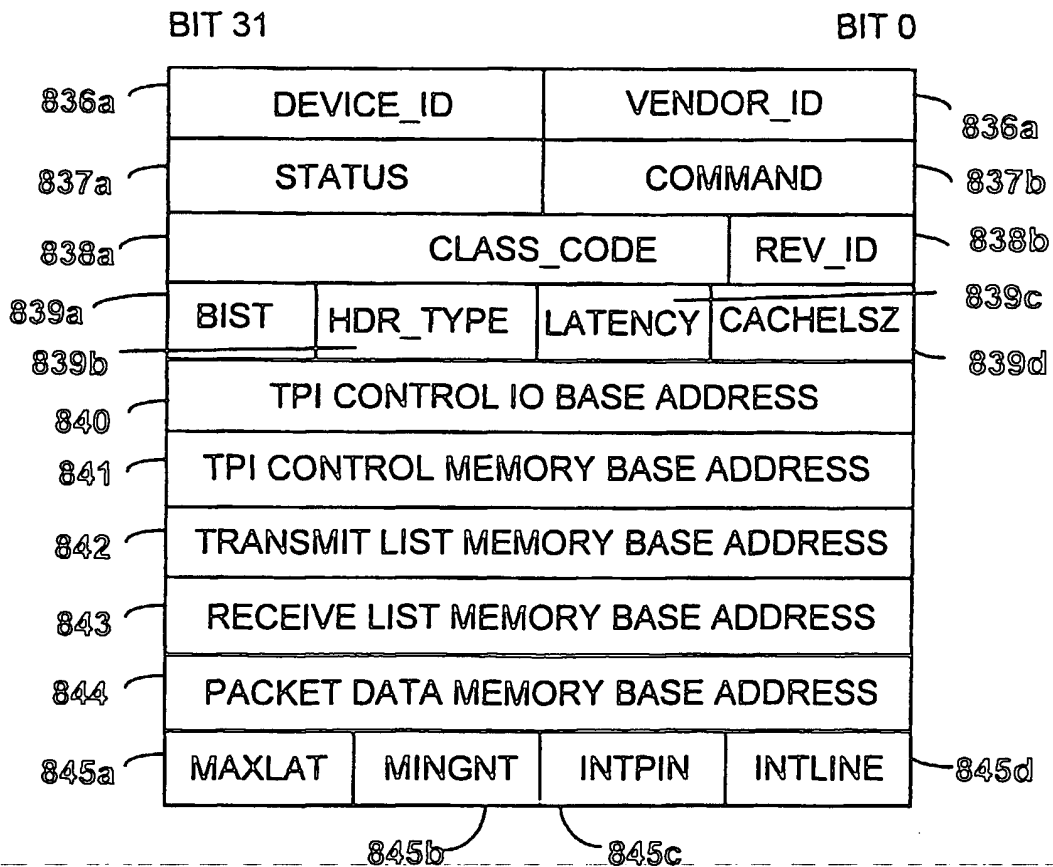 BIT 31 BIT 0
836a DEVICE_ID VENDOR_ID 836a
837a STATUS COMMAND 837b
838a CLASS_CODE REV_ID 838b
839a BIST HDR_TYPE LATENCY CACHELSZ 839c
839b 839d
840 TPI CONTROL IO BASE ADDRESS
841 TPI CONTROL MEMORY BASE ADDRESS
842 TRANSMIT LIST MEMORY BASE ADDRESS
843 RECEIVE LIST MEMORY BASE ADDRESS
844 PACKET DATA MEMORY BASE ADDRESS
845a MAXLAT MINGNT INTPIN INTLINE 845d
845b 845c